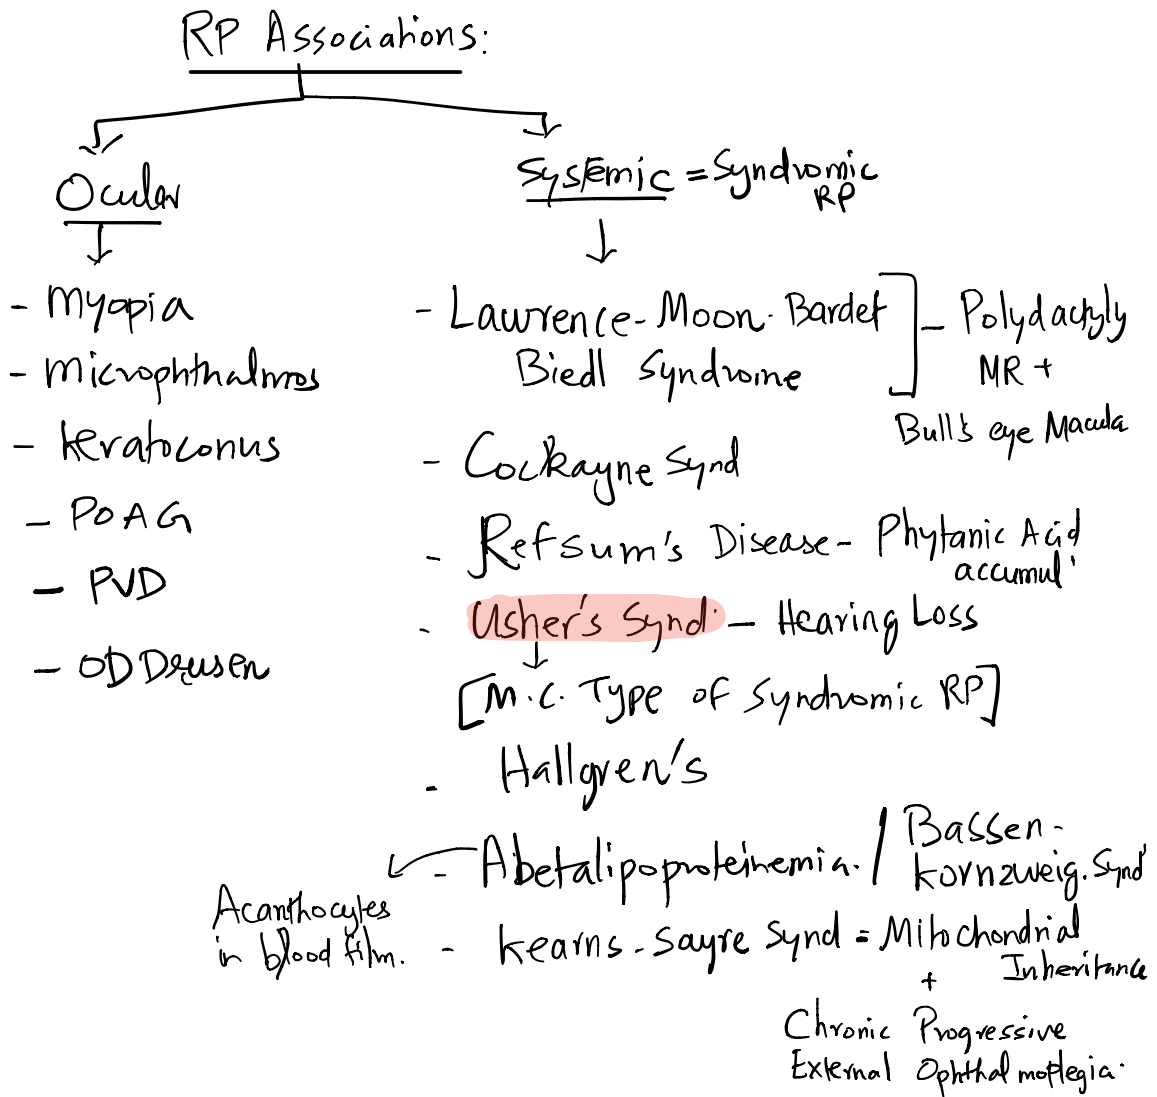 RP Associations:
Ocular
- Myopia
- Microphthalmos
- Keratoconus
- POAG
- PVD
- OD Drusen
Systemic = Syndromic
RP
- Lawrence-Moon-Bardet
Biedl Syndrome
- Polydactyly
MR +
Bull's eye Macula
- Cockayne Synd
- Refsum's Disease - Phytanic Acid
accumul'
- Usher's Synd. - Hearing Loss
[M.C. Type of Syndromic RP]
- Hallgren's
- Abetalipoproteinemia. / Bassen-
Kornzweig. Synd'
Acanthocytes
in blood film.
- Kearns-Sayre Synd = Mitochondrial
Inheritance
+
Chronic Progressive
External Ophthalmoplegia.